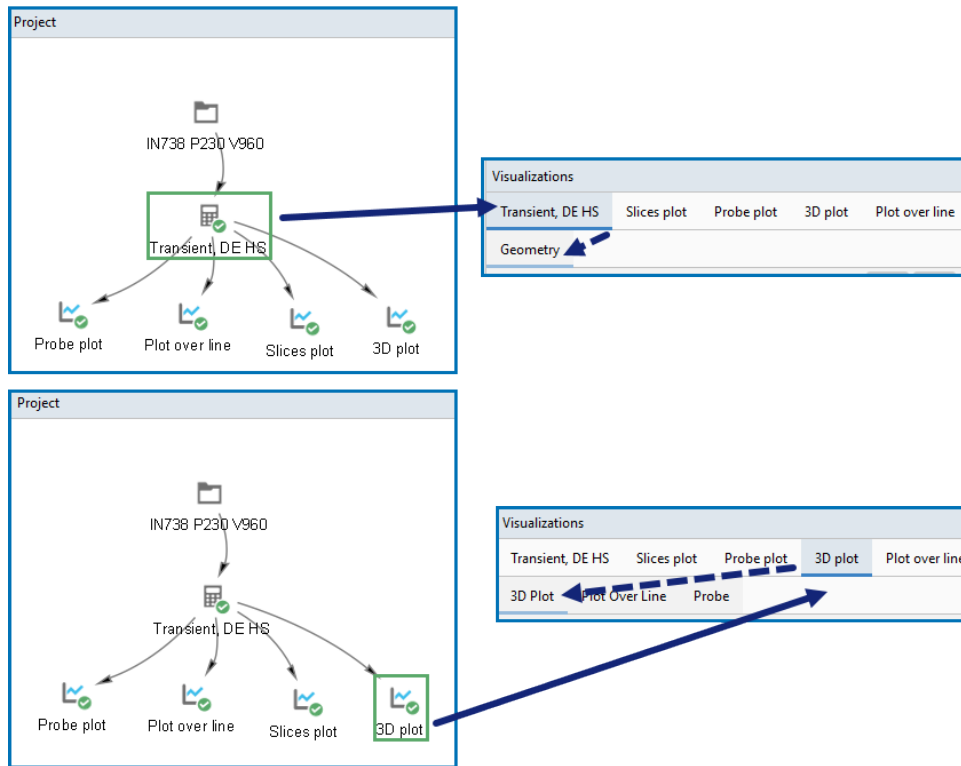 Project
IN738 P230 V960
Transient, DE HS
Probe plot
Plot over line
Slices plot
3D plot
Visualizations
Transient, DE HS Slices plot Probe plot 3D plot Plot over line
Geometry
Project
IN738 P230 V960
Transient, DE HS
Probe plot
Plot over line
Slices plot
3D plot
Visualizations
Transient, DE HS Slices plot Probe plot 3D plot Plot over line
3D Plot Plot Over Line Probe